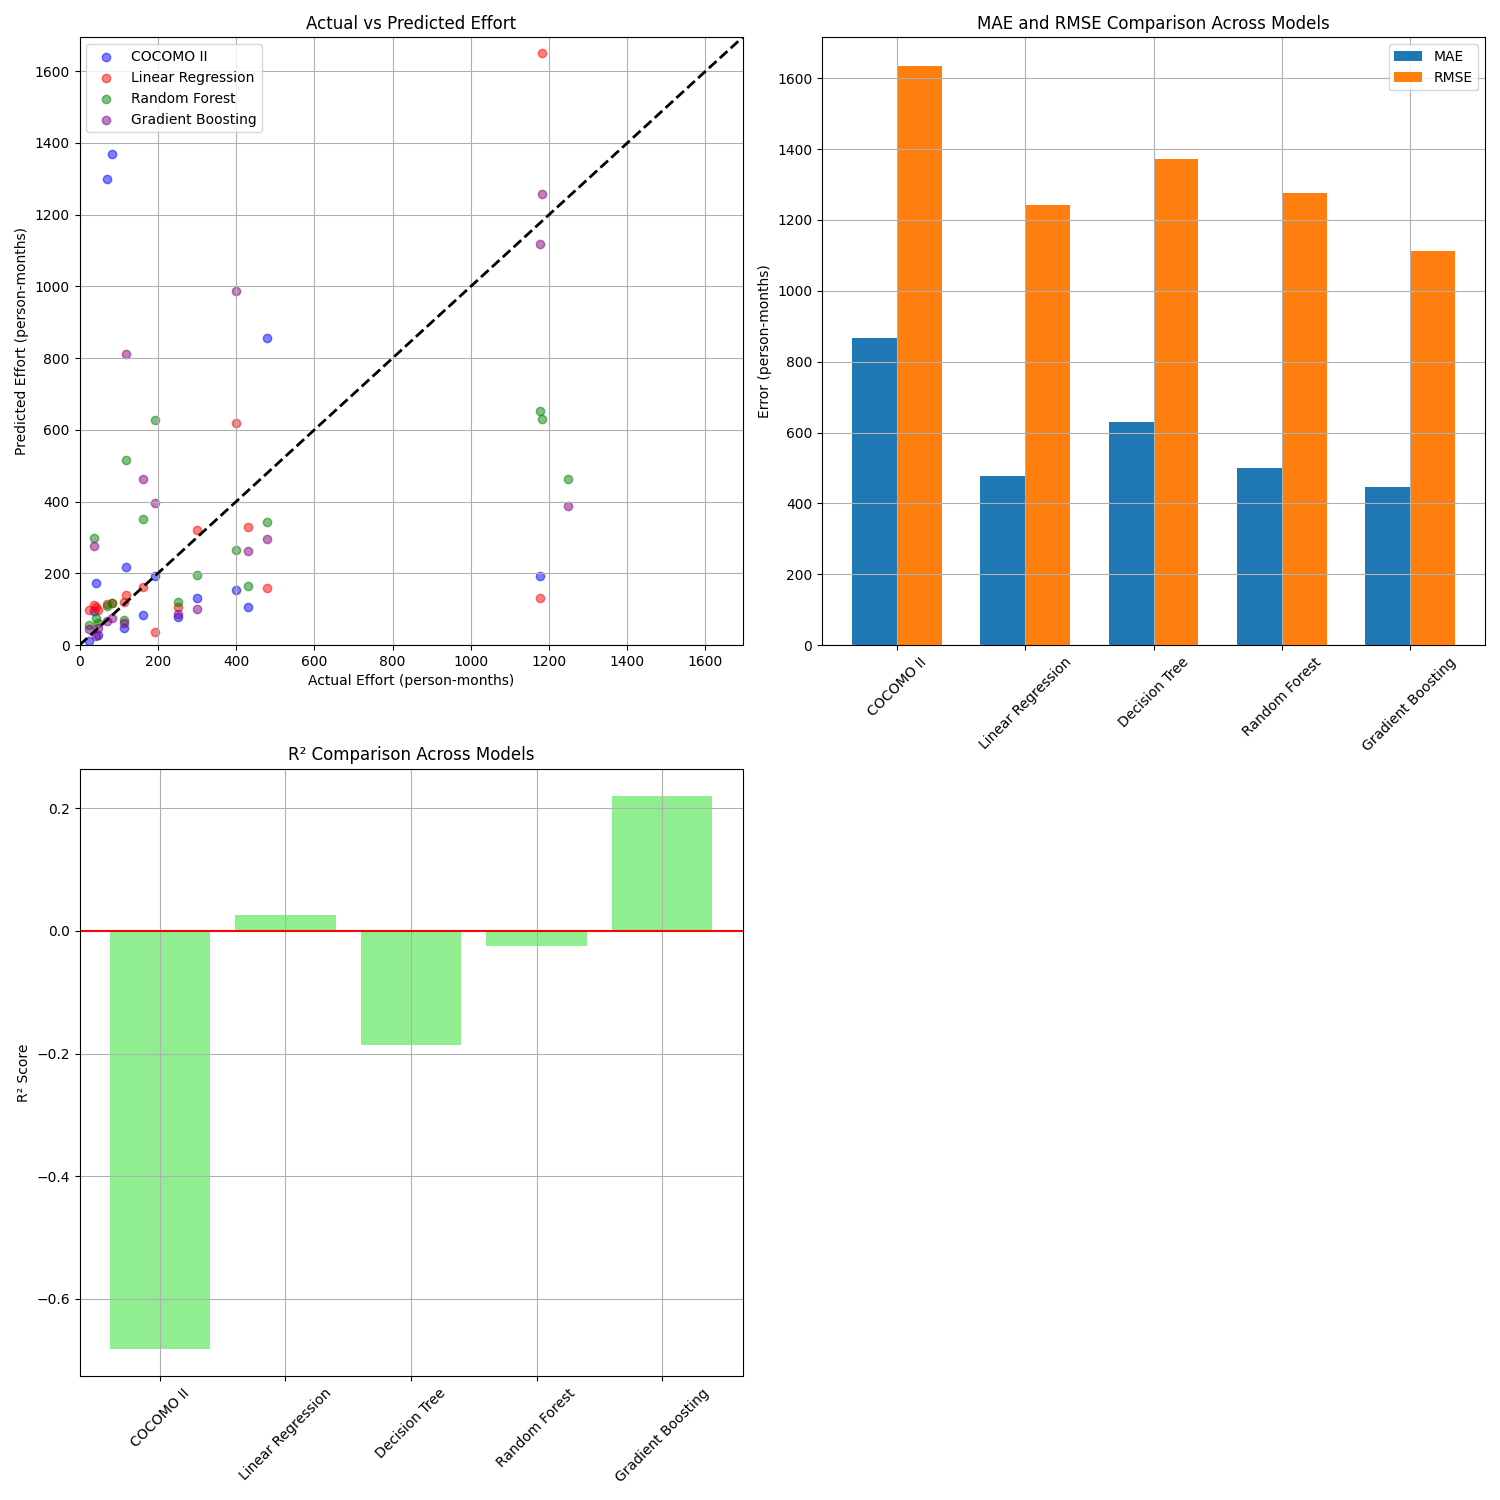 Actual vs Predicted Effort
COCOMO II
Linear Regression
Random Forest
Gradient Boosting
1600
1400
1200
1000
800
600
400
200
0
Predicted Effort (person-months)
0 200 400 600 800 1000 1200 1400 1600
Actual Effort (person-months)
MAE and RMSE Comparison Across Models
MAE
RMSE
1600
1400
1200
1000
800
600
400
200
0
Error (person-months)
COCOMO II
Linear Regression
Decision Tree
Random Forest
Gradient Boosting
R² Comparison Across Models
0.2
0.0
−0.2
−0.4
−0.6
R² Score
COCOMO II
Linear Regression
Decision Tree
Random Forest
Gradient Boosting